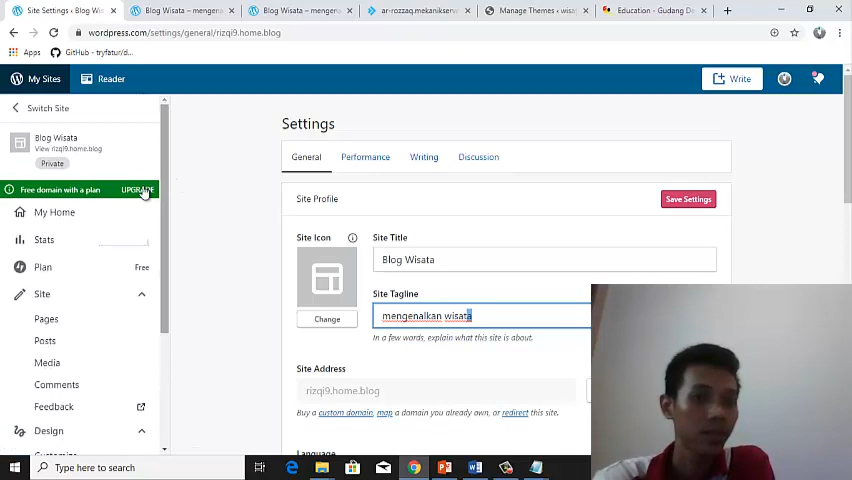 Site Settings ‹ Blog Wis
Blog Wisata – mengena
Blog Wisata – mengena
ar-rozzaq.mekanikserv
Manage Themes ‹ wisa
Education - Gudang D
wordpress.com/settings/general/rizqi9.home.blog
Apps
GitHub - tryfatur/d...
My Sites
Reader
Write
Switch Site
Blog Wisata
View rizqi9.home.blog
Private
Free domain with a plan
UPGRADE
My Home
Stats
Plan
Free
Site
Pages
Posts
Media
Comments
Feedback
Design
Settings
General
Performance
Writing
Discussion
Site Profile
Save Settings
Site Icon
Change
Site Title
Blog Wisata
Site Tagline
mengenalkan wisata
In a few words, explain what this site is about.
Site Address
rizqi9.home.blog
Buy a custom domain, map a domain you already own, or redirect this site.
Language
Type here to search